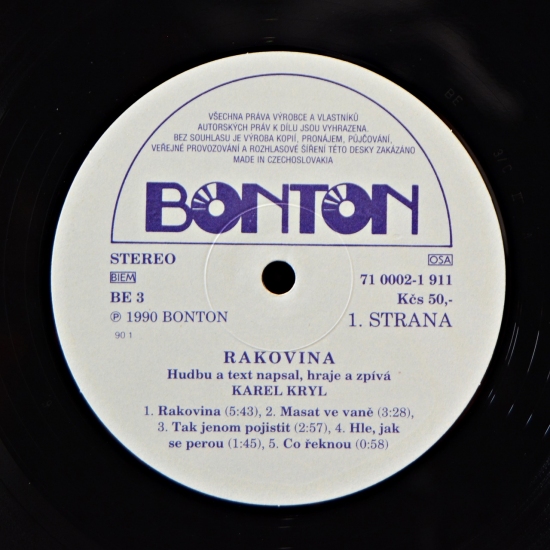 VŠECHNA PRÁVA VÝROBCE A VLASTNÍKŮ
AUTORSKÝCH PRÁV K DÍLU JSOU VYHRAZENA.
BEZ SOUHLASU JE VÝROBA KOPIÍ, PRONÁJEM, PŮJČOVÁNÍ,
VEŘEJNÉ PROVOZOVÁNÍ A ROZHLASOVÉ ŠÍŘENÍ TÉTO DESKY ZAKÁZÁNO
MADE IN CZECHOSLOVAKIA
BONTON
STEREO OSA
BIEM 71 0002-1 911
BE 3 Kčs 50,-
℗ 1990 BONTON 1. STRANA
90 1
RAKOVINA
Hudbu a text napsal, hraje a zpívá
KAREL KRYL
1. Rakovina (5:43), 2. Masat ve vaně (3:28),
3. Tak jenom pojistit (2:57), 4. Hle, jak
se perou (1:45), 5. Co řeknou (0:58)